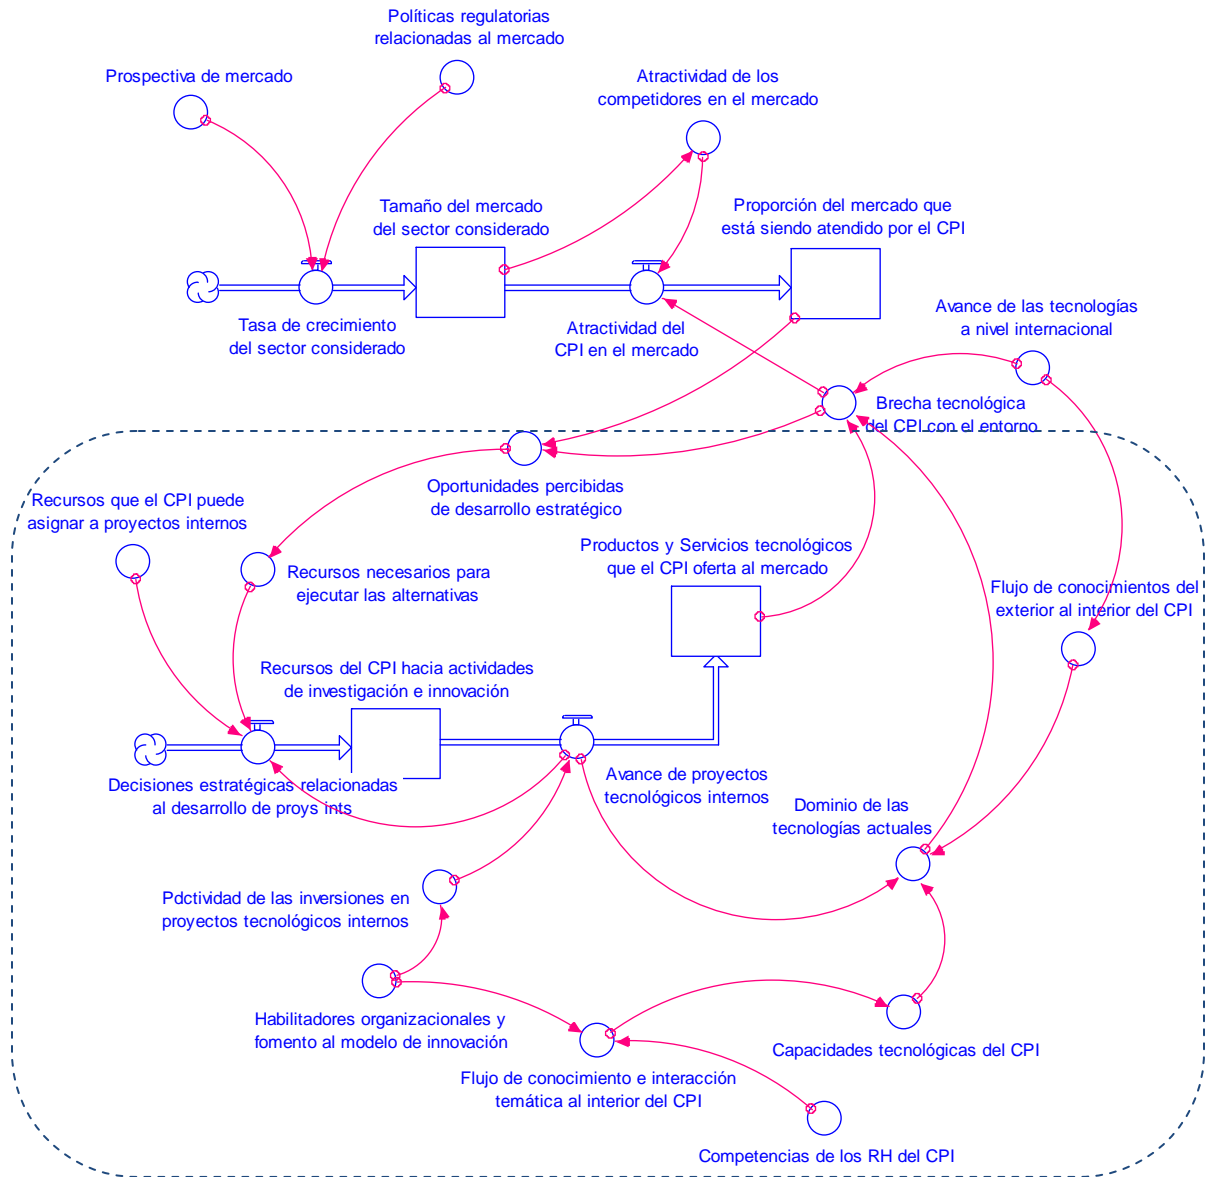 Políticas regulatorias
relacionadas al mercado
Prospectiva de mercado
Atractividad de los
competidores en el mercado
Tamaño del mercado
del sector considerado
Proporción del mercado que
está siendo atendido por el CPI
Tasa de crecimiento
del sector considerado
Atractividad del
CPI en el mercado
Avance de las tecnologías
a nivel internacional
Brecha tecnológica
del CPI con el entorno
Oportunidades percibidas
de desarrollo estratégico
Recursos que el CPI puede
asignar a proyectos internos
Recursos necesarios para
ejecutar las alternativas
Productos y Servicios tecnológicos
que el CPI oferta al mercado
Flujo de conocimientos del
exterior al interior del CPI
Recursos del CPI hacia actividades
de investigación e innovación
Decisiones estratégicas relacionadas
al desarrollo de proys ints
Avance de proyectos
tecnológicos internos
Dominio de las
tecnologías actuales
Pdctividad de las inversiones en
proyectos tecnológicos internos
Habilitadores organizacionales y
fomento al modelo de innovación
Capacidades tecnológicas del CPI
Flujo de conocimiento e interacción
temática al interior del CPI
Competencias de los RH del CPI